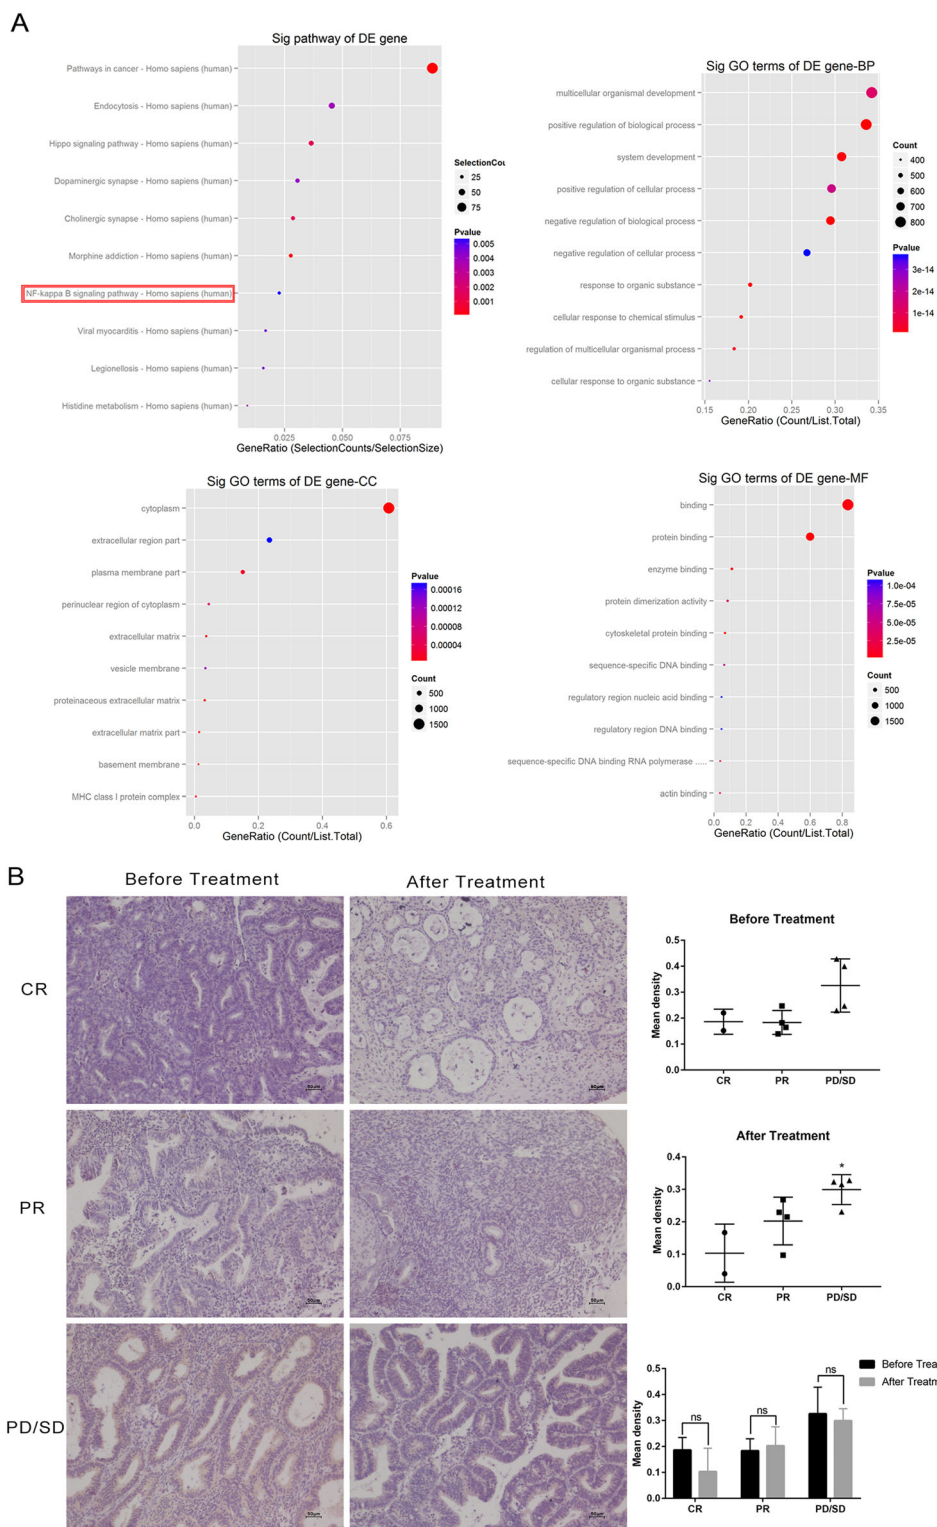 A
Sig pathway of DE gene
Pathways in cancer - Homo sapiens (human)
Endocytosis - Homo sapiens (human)
Hippo signaling pathway - Homo sapiens (human)
Dopaminergic synapse - Homo sapiens (human)
Cholinergic synapse - Homo sapiens (human)
Morphine addiction - Homo sapiens (human)
NF-kappa B signaling pathway - Homo sapiens (human)
Viral myocarditis - Homo sapiens (human)
Legionellosis - Homo sapiens (human)
Histidine metabolism - Homo sapiens (human)
0.025 0.050 0.075
GeneRatio (SelectionCounts/SelectionSize)
SelectionCou
25
50
75
Pvalue
0.005
0.004
0.003
0.002
0.001
Sig GO terms of DE gene-BP
multicellular organismal development
positive regulation of biological process
system development
positive regulation of cellular process
negative regulation of biological process
negative regulation of cellular process
response to organic substance
cellular response to chemical stimulus
regulation of multicellular organismal process
cellular response to organic substance
0.15 0.20 0.25 0.30 0.35
GeneRatio (Count/List.Total)
Count
400
500
600
700
800
Pvalue
3e-14
2e-14
1e-14
Sig GO terms of DE gene-CC
cytoplasm
extracellular region part
plasma membrane part
perinuclear region of cytoplasm
extracellular matrix
vesicle membrane
proteinaceous extracellular matrix
extracellular matrix part
basement membrane
MHC class I protein complex
0.0 0.2 0.4 0.6
GeneRatio (Count/List.Total)
Pvalue
0.00016
0.00012
0.00008
0.00004
Count
500
1000
1500
Sig GO terms of DE gene-MF
binding
protein binding
enzyme binding
protein dimerization activity
cytoskeletal protein binding
sequence-specific DNA binding
regulatory region nucleic acid binding
regulatory region DNA binding
sequence-specific DNA binding RNA polymerase .....
actin binding
0.0 0.2 0.4 0.6 0.8
GeneRatio (Count/List.Total)
Pvalue
1.0e-04
7.5e-05
5.0e-05
2.5e-05
Count
500
1000
1500
B
Before Treatment
After Treatment
CR
50μm
50μm
PR
50μm
50μm
PD/SD
50μm
50μm
Before Treatment
Mean density
0.5
0.4
0.3
0.2
0.1
0.0
CR PR PD/SD
After Treatment
Mean density
0.4
0.3
0.2
0.1
0.0
*
CR PR PD/SD
Before Trea
After Treatm
Mean density
0.5
0.4
0.3
0.2
0.1
0.0
ns ns ns
CR PR PD/SD